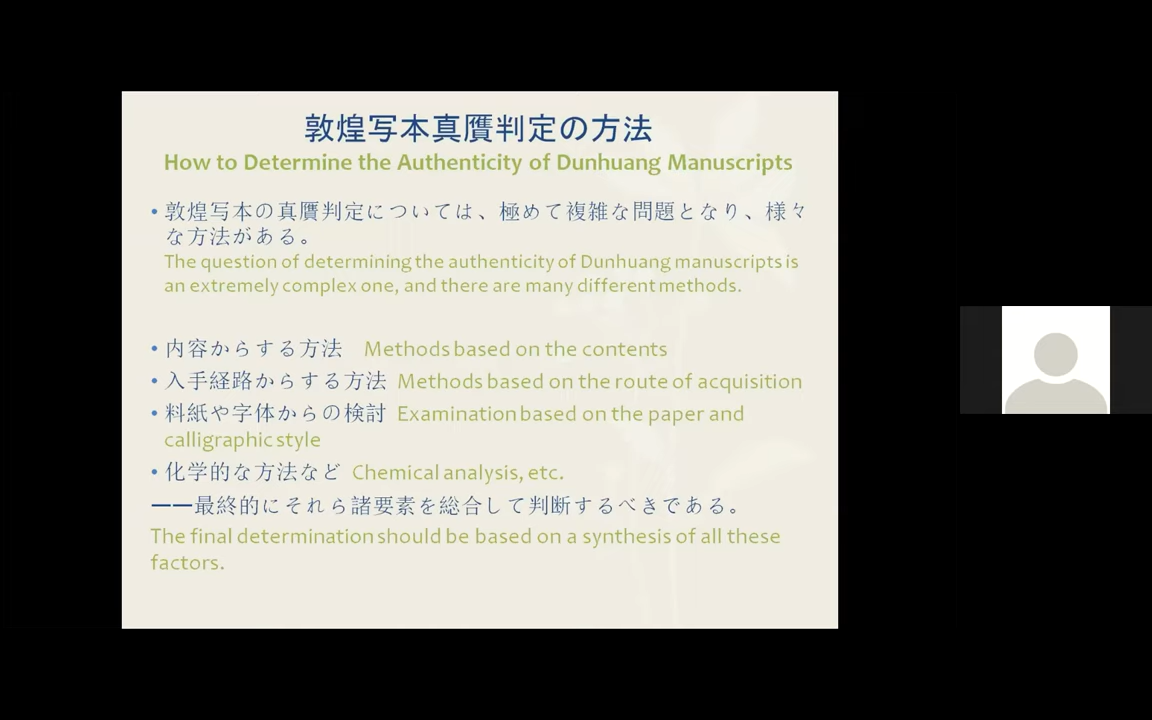 敦煌写本真贋判定の方法
How to Determine the Authenticity of Dunhuang Manuscripts
• 敦煌写本の真贋判定については、極めて複雑な問題となり、様々
な方法がある。
The question of determining the authenticity of Dunhuang manuscripts is
an extremely complex one, and there are many different methods.
• 内容からする方法 Methods based on the contents
• 入手経路からする方法 Methods based on the route of acquisition
• 料紙や字体からの検討 Examination based on the paper and
calligraphic style
• 化学的な方法など Chemical analysis, etc.
ーー最終的にそれら諸要素を総合して判断するべきである。
The final determination should be based on a synthesis of all these
factors.